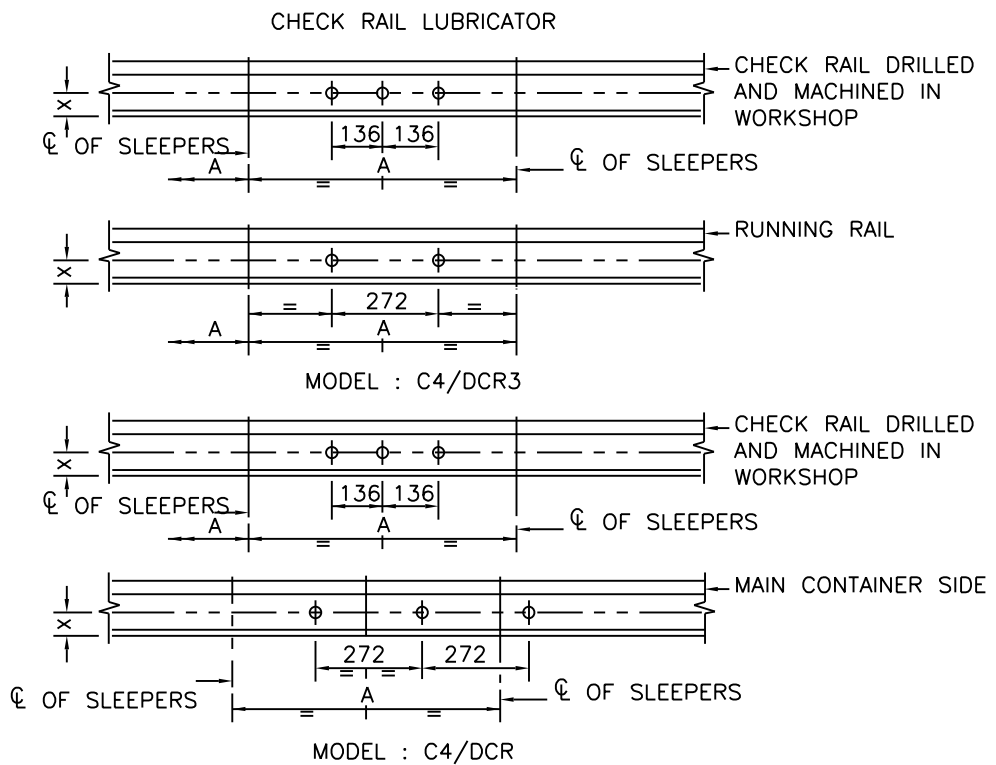 CHECK RAIL LUBRICATOR
CHECK RAIL DRILLED
AND MACHINED IN
WORKSHOP
X
136 136
℄ OF SLEEPERS
℄ OF SLEEPERS
A A
= =
RUNNING RAIL
X
= 272 =
A A
= =
MODEL : C4/DCR3
CHECK RAIL DRILLED
AND MACHINED IN
WORKSHOP
X
136 136
℄ OF SLEEPERS
℄ OF SLEEPERS
A A
= =
MAIN CONTAINER SIDE
X
272 272
= =
℄ OF SLEEPERS
℄ OF SLEEPERS
A
= =
MODEL : C4/DCR